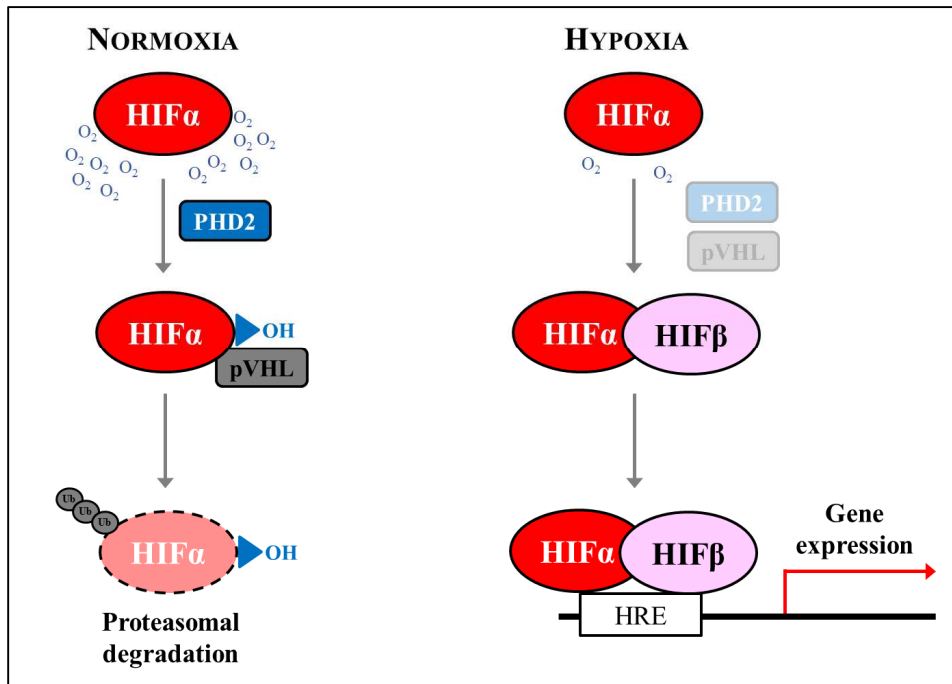 NORMOXIA
HIFα
O₂
O₂
O₂
O₂
O₂
O₂
O₂
O₂
O₂
O₂
O₂
O₂
O₂
PHD2
HIFα
OH
pVHL
Ub
Ub
Ub
HIFα
OH
Proteasomal
degradation
HYPOXIA
HIFα
O₂
O₂
PHD2
pVHL
HIFα
HIFβ
HIFα
HIFβ
HRE
Gene
expression